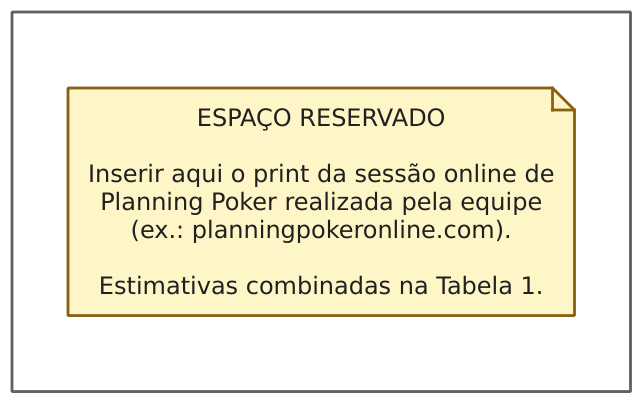 ESPAÇO RESERVADO
Inserir aqui o print da sessão online de
Planning Poker realizada pela equipe
(ex.: planningpokeronline.com).
Estimativas combinadas na Tabela 1.